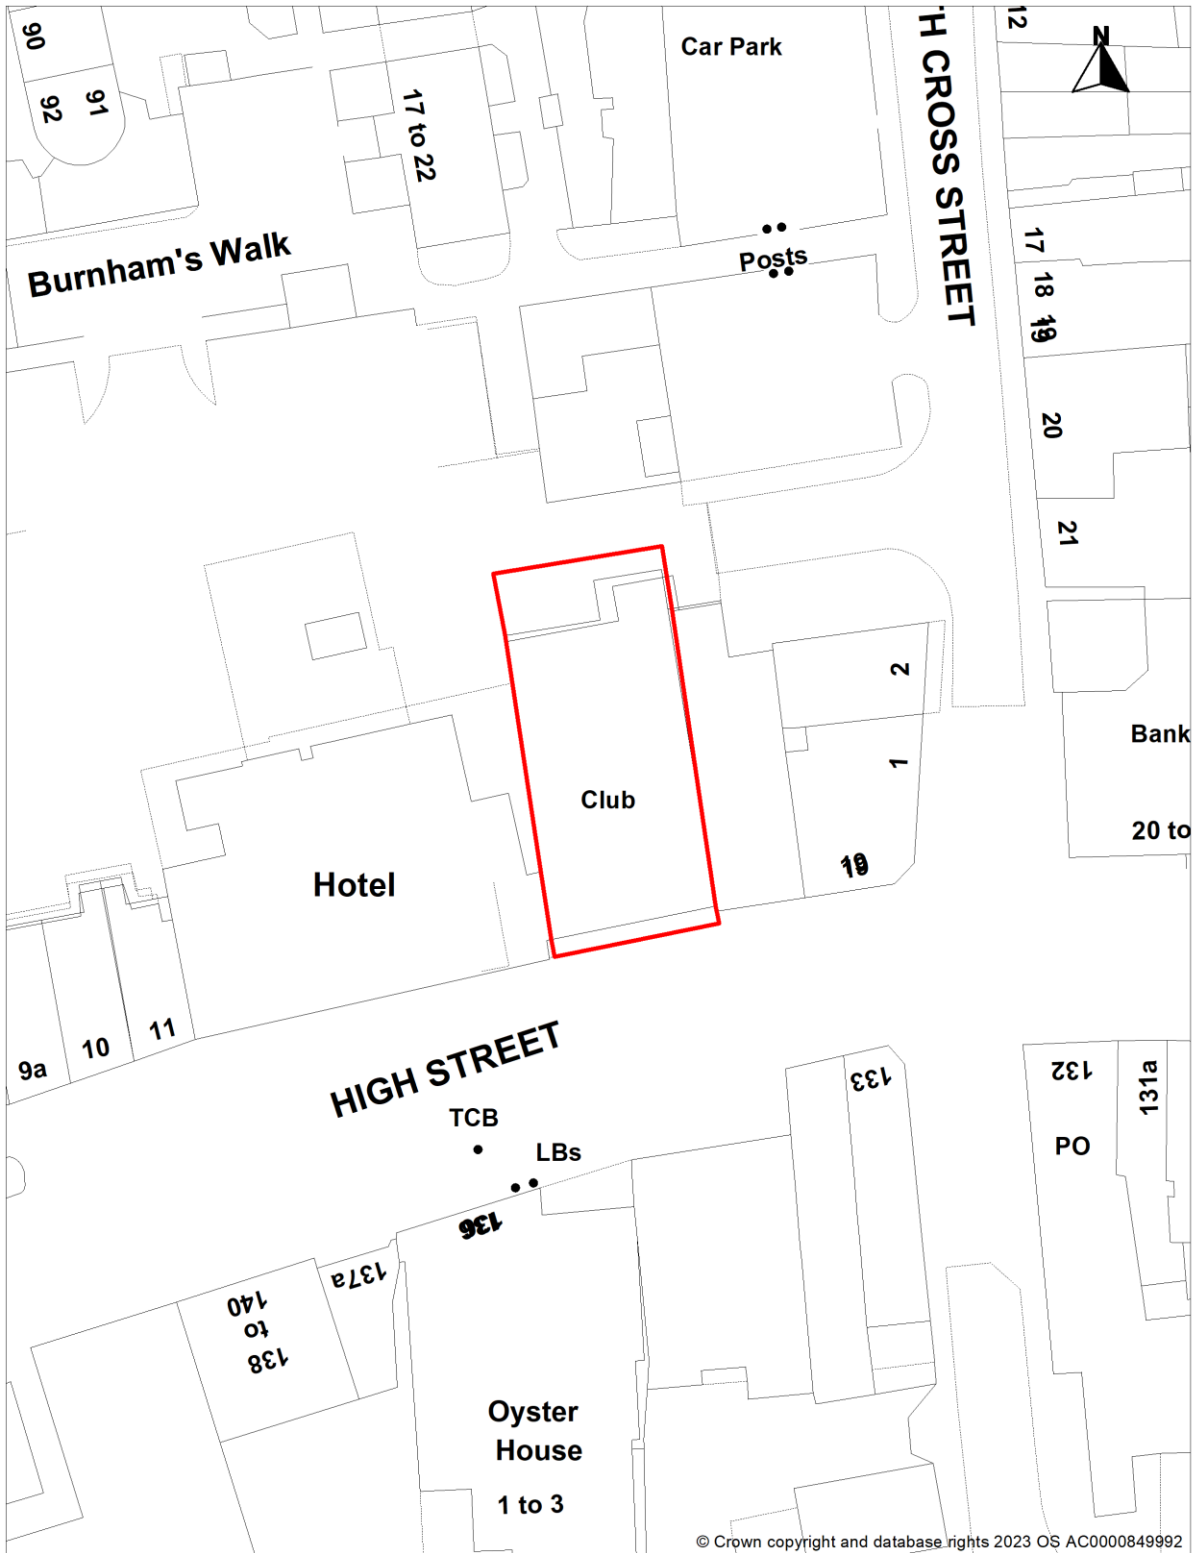 90
92
91
17 to 22
Car Park
TH CROSS STREET
12
N
Burnham's Walk
Posts
17
18
19
20
21
2
1
Bank
20 to
Club
19
Hotel
9a
10
11
HIGH STREET
TCB
LBs
136
137a
140
to
138
133
132
131a
PO
Oyster
House
1 to 3
© Crown copyright and database rights 2023 OS AC0000849992